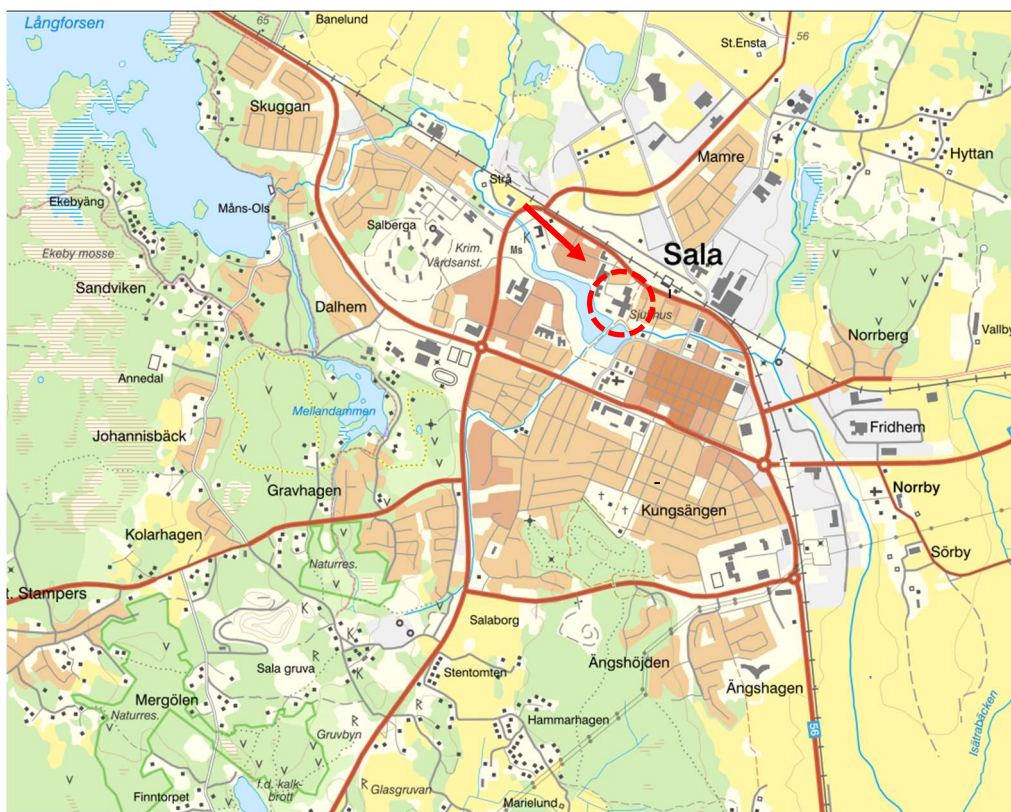 Långforsen
65
Banelund
St.Ensta
56
Skuggan
Hyttan
Mamre
Strå
Ekebyäng
Måns-Ols
Salberga
Krim.
Vårdsanst.
K
Ms
Sala
Ekeby mosse
Sandviken
Dalhem
Sjukhus
Norrberg
Vallby
Annedal
Mellandammen
Johannisbäck
Fridhem
Gravhagen
Norrby
Kungsängen
Kolarhagen
Sörby
Naturres.
t. Stampers
K
Salaborg
K
Sala gruva
K
Ängshöjden
Stentomten
Ängshagen
Mergölen
Naturres.
Hammarhagen
Gruvbyn
56
Isätrabäcken
f.d. kalk-
brott
Glasgruvan
Finntorpet
Marielund